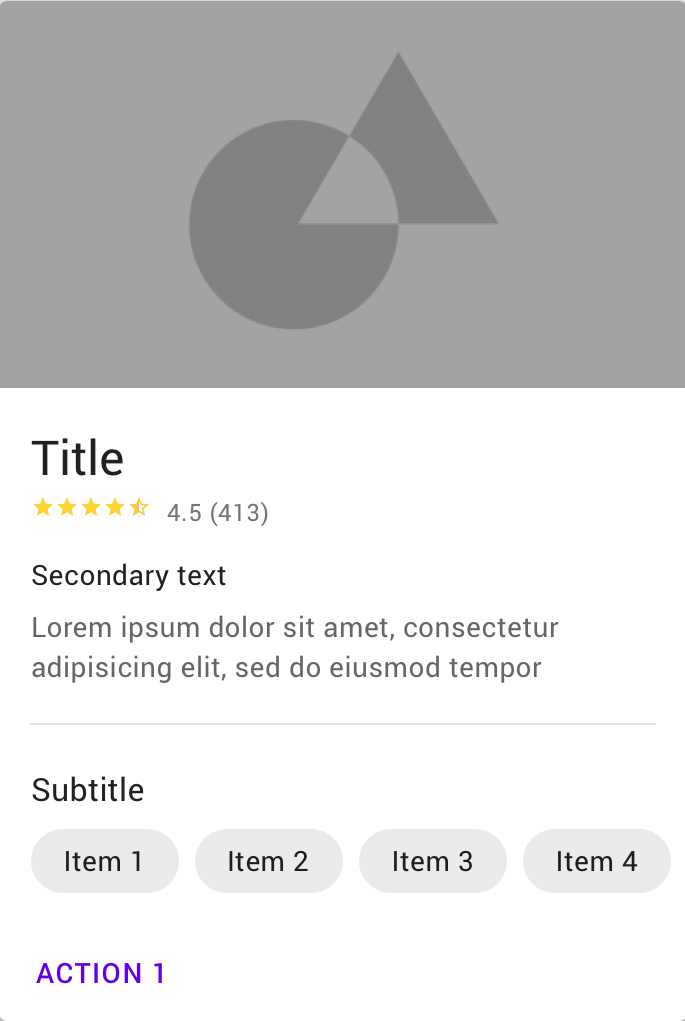 Title
4.5 (413)
Secondary text
Lorem ipsum dolor sit amet, consectetur
adipisicing elit, sed do eiusmod tempor
Subtitle
Item 1 Item 2 Item 3 Item 4
ACTION 1